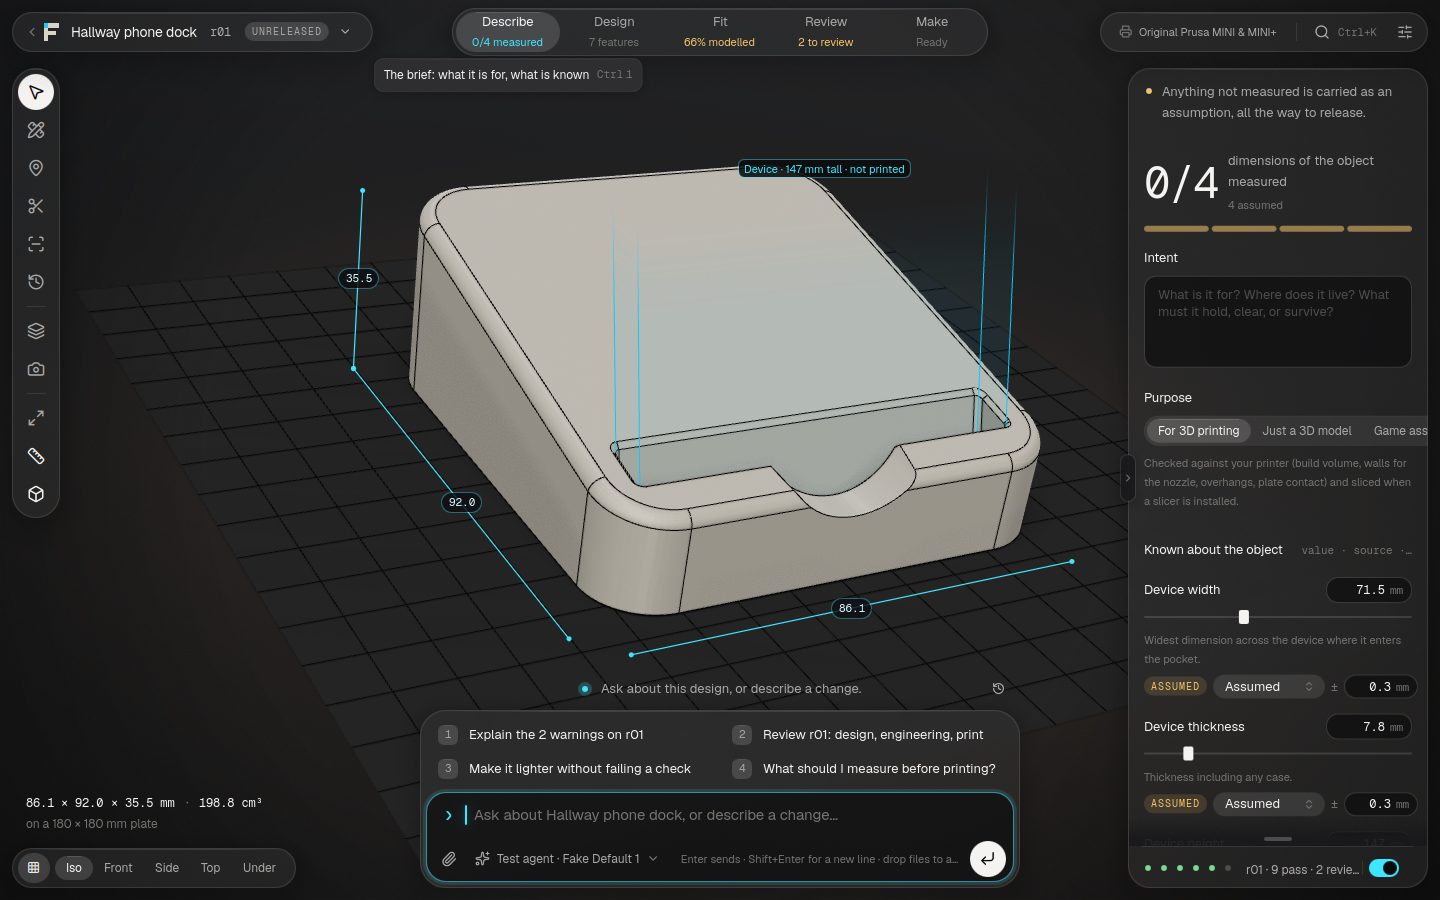 Hallway phone dock r01 UNRELEASED
Describe
0/4 measured
Design
7 features
Fit
66% modelled
Review
2 to review
Make
Ready
Original Prusa MINI & MINI+
Ctrl+K
The brief: what it is for, what is known Ctrl 1
Device · 147 mm tall · not printed
35.5
92.0
86.1
Anything not measured is carried as an
assumption, all the way to release.
0/4
dimensions of the object
measured
4 assumed
Intent
What is it for? Where does it live? What
must it hold, clear, or survive?
Purpose
For 3D printing Just a 3D model Game ass
Checked against your printer (build volume, walls for
the nozzle, overhangs, plate contact) and sliced when
a slicer is installed.
Known about the object value · source ·…
Device width 71.5 mm
Widest dimension across the device where it enters
the pocket.
ASSUMED Assumed ± 0.3 mm
Device thickness 7.8 mm
Thickness including any case.
ASSUMED Assumed ± 0.3 mm
Device height 147 mm
r01 · 9 pass · 2 revie…
Ask about this design, or describe a change.
1 Explain the 2 warnings on r01
2 Review r01: design, engineering, print
3 Make it lighter without failing a check
4 What should I measure before printing?
Ask about Hallway phone dock, or describe a change…
Test agent · Fake Default 1
Enter sends · Shift+Enter for a new line · drop files to a…
86.1 × 92.0 × 35.5 mm · 198.8 cm³
on a 180 × 180 mm plate
Iso Front Side Top Under